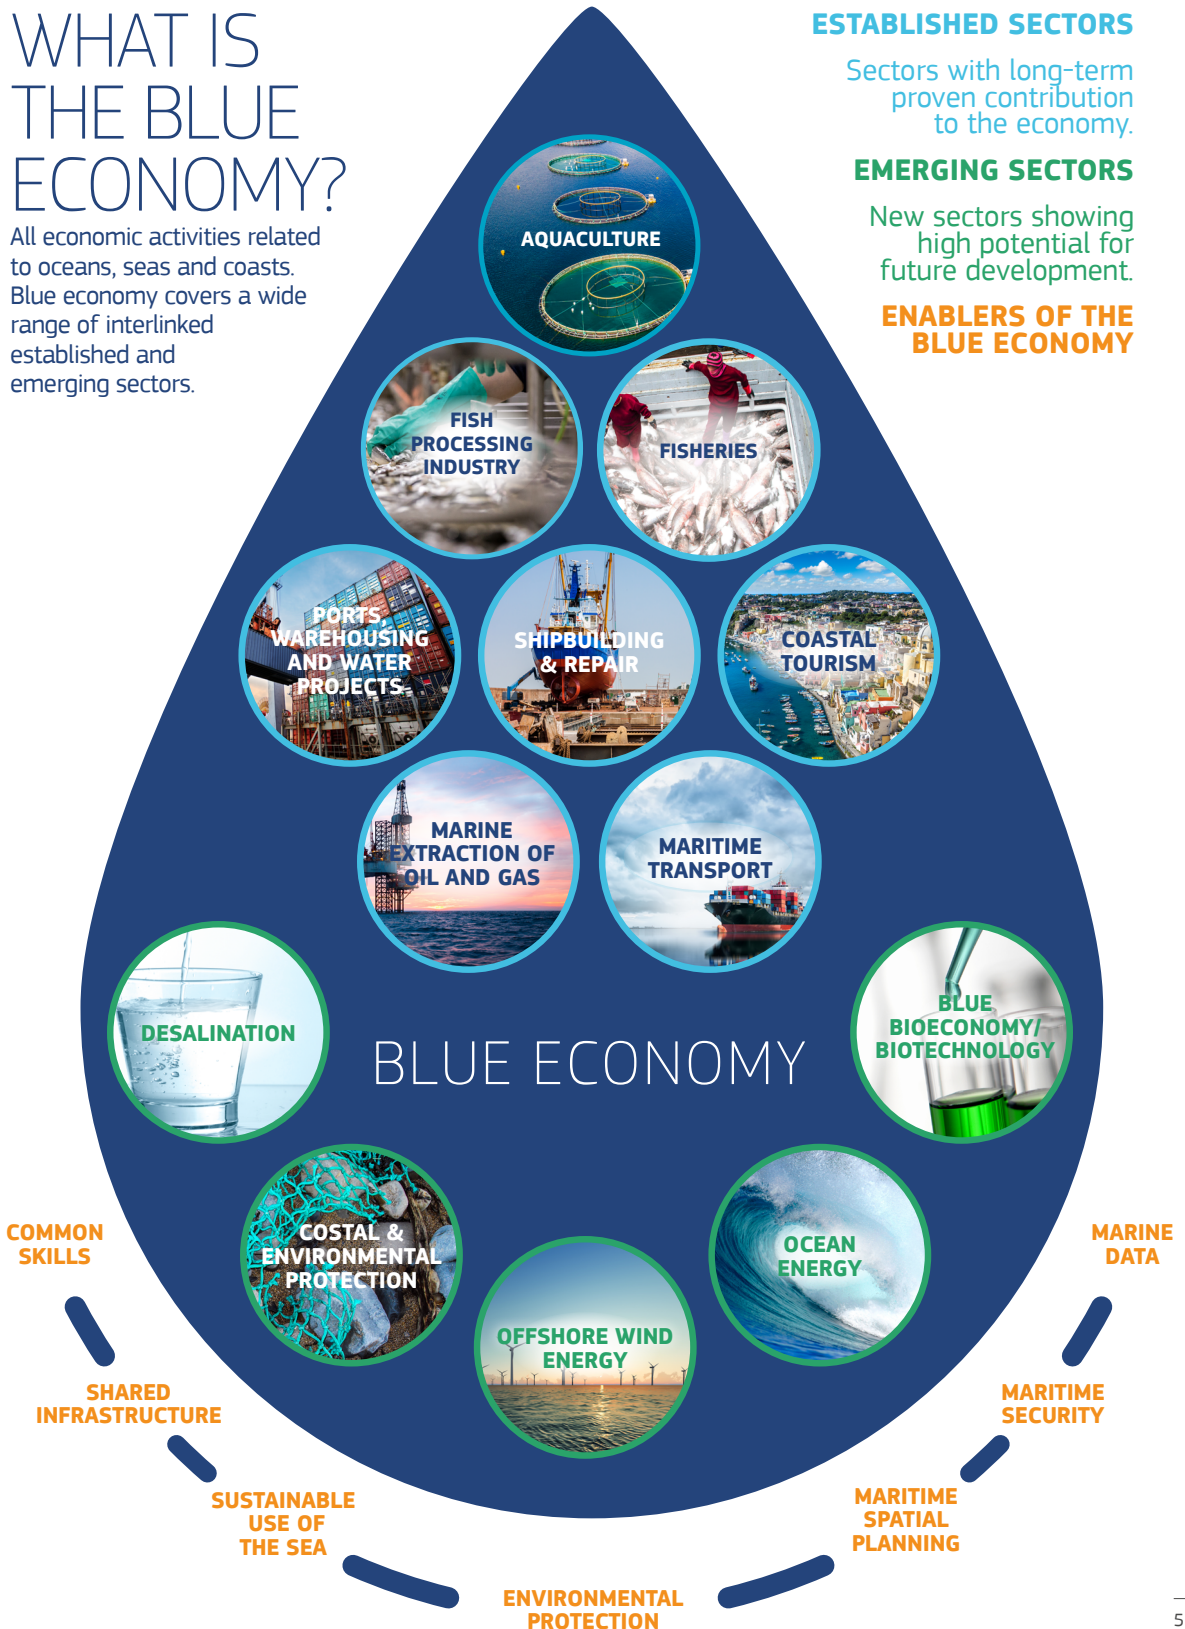 WHAT IS
THE BLUE
ECONOMY?
All economic activities related
to oceans, seas and coasts.
Blue economy covers a wide
range of interlinked
established and
emerging sectors.
ESTABLISHED SECTORS
Sectors with long-term
proven contribution
to the economy.
EMERGING SECTORS
New sectors showing
high potential for
future development.
ENABLERS OF THE
BLUE ECONOMY
AQUACULTURE
FISH
PROCESSING
INDUSTRY
FISHERIES
PORTS,
WAREHOUSING
AND WATER
PROJECTS
SHIPBUILDING
& REPAIR
COASTAL
TOURISM
MARINE
EXTRACTION OF
OIL AND GAS
MARITIME
TRANSPORT
DESALINATION
BLUE ECONOMY
BLUE
BIOECONOMY/
BIOTECHNOLOGY
COSTAL &
ENVIRONMENTAL
PROTECTION
OFFSHORE WIND
ENERGY
OCEAN
ENERGY
COMMON
SKILLS
SHARED
INFRASTRUCTURE
SUSTAINABLE
USE OF
THE SEA
ENVIRONMENTAL
PROTECTION
MARITIME
SPATIAL
PLANNING
MARITIME
SECURITY
MARINE
DATA
5